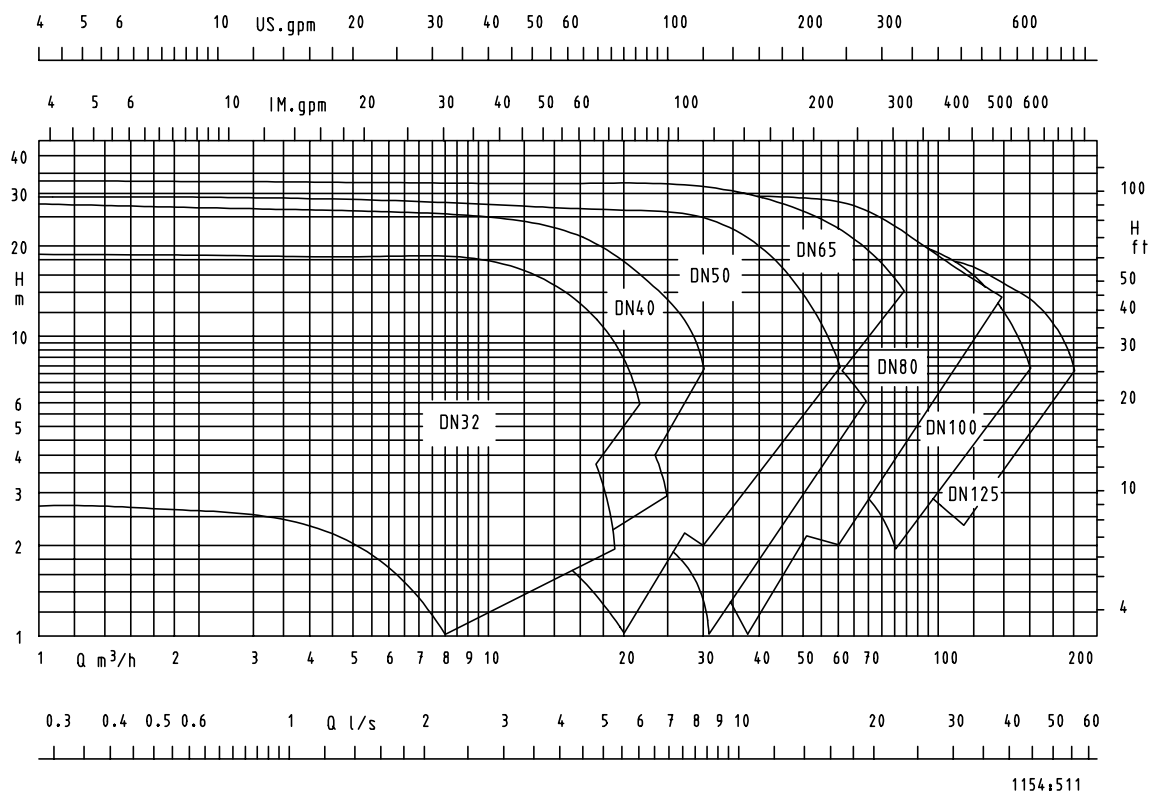 4 5 6 10 US.gpm 20 30 40 50 60 100 200 300 600
4 5 6 10 IM.gpm 20 30 40 50 60 100 200 300 400 500 600
40
30 100
H
20 ft
DN65
H DN50 50
m
DN40 40
10 30
DN80
6 20
5 DN32 DN100
4
3 DN125 10
2
4
1
1 Q m³/h 2 3 4 5 6 7 8 9 10 20 30 40 50 60 70 100 200
0.3 0.4 0.5 0.6 1 Q l/s 2 3 4 5 6 7 8 9 10 20 30 40 50 60
1154:511